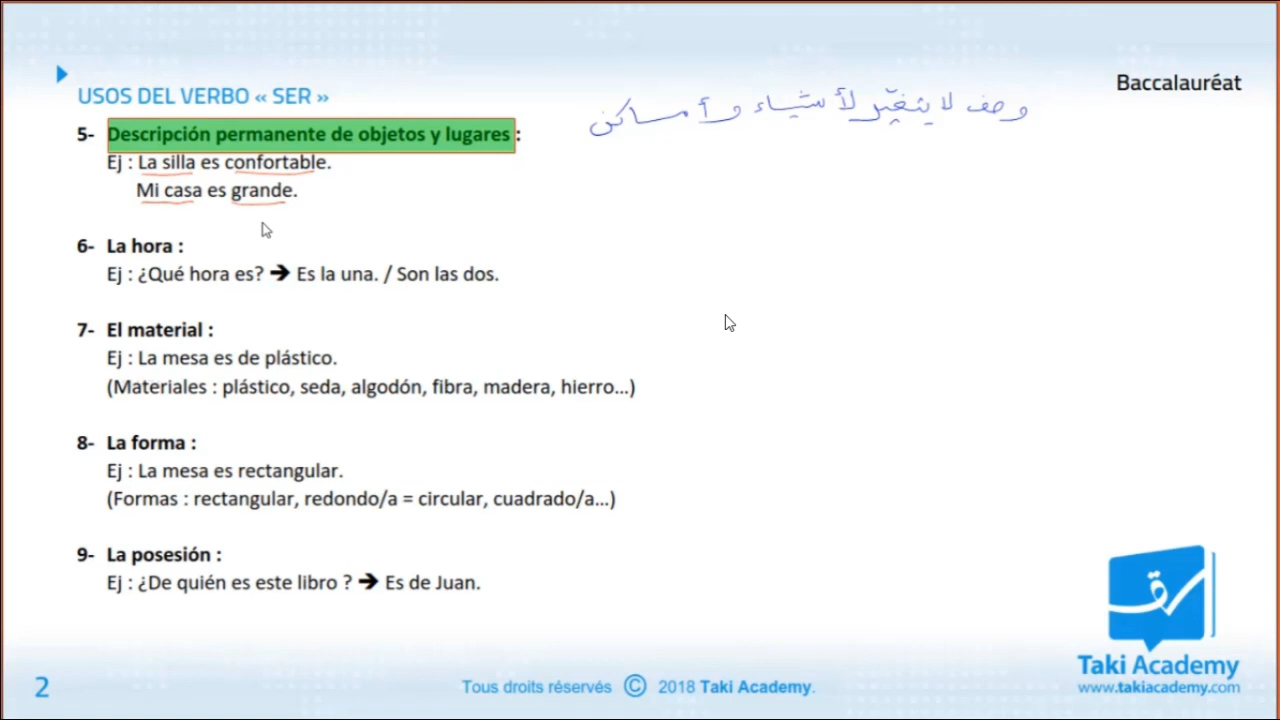 Baccalauréat
USOS DEL VERBO « SER »
وصف لا يتغيّر لأشياء وأماكن
5- Descripción permanente de objetos y lugares :
Ej : La silla es confortable.
Mi casa es grande.
6- La hora :
Ej : ¿Qué hora es? ➔ Es la una. / Son las dos.
7- El material :
Ej : La mesa es de plástico.
(Materiales : plástico, seda, algodón, fibra, madera, hierro...)
8- La forma :
Ej : La mesa es rectangular.
(Formas : rectangular, redondo/a = circular, cuadrado/a...)
9- La posesión :
Ej : ¿De quién es este libro ? ➔ Es de Juan.
Taki Academy
www.takiacademy.com
2
Tous droits réservés © 2018 Taki Academy.